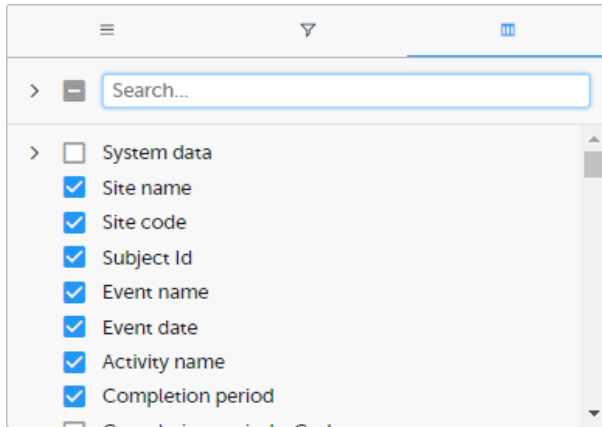 Search...
System data
Site name
Site code
Subject Id
Event name
Event date
Activity name
Completion period